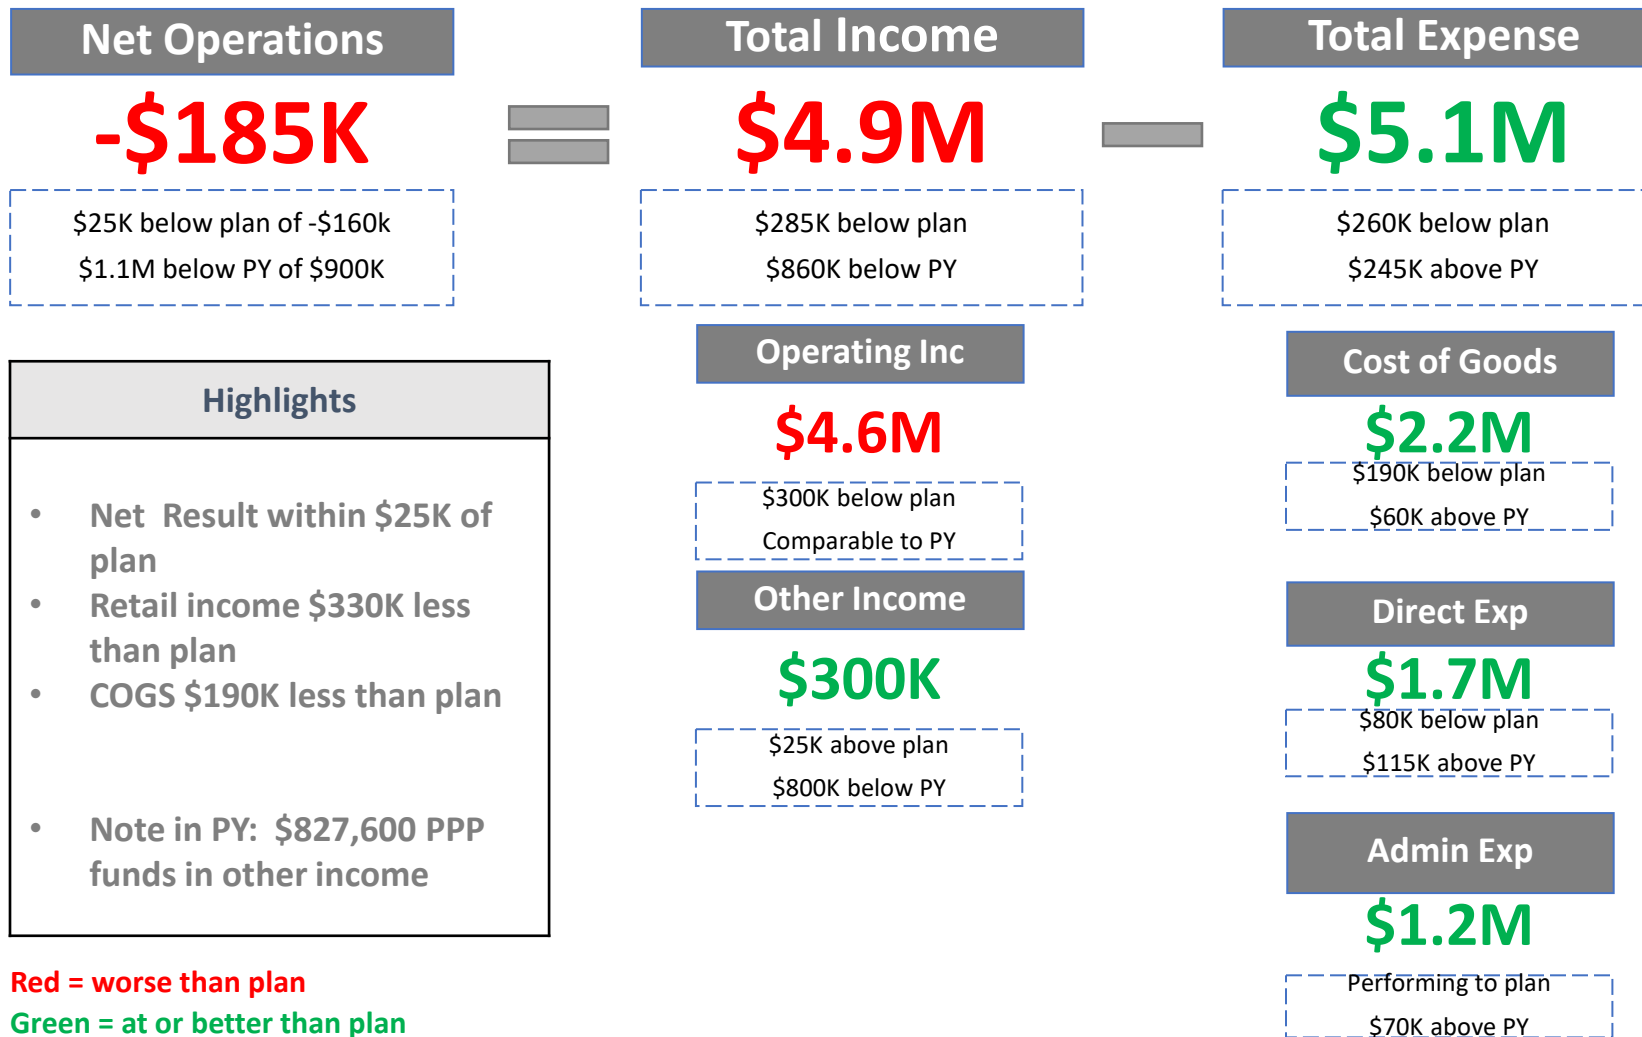 Net Operations
-$185K
$25K below plan of -$160k
$1.1M below PY of $900K
Total Income
$4.9M
$285K below plan
$860K below PY
Total Expense
$5.1M
$260K below plan
$245K above PY
Highlights
• Net  Result within $25K of
plan
• Retail income $330K less
than plan
• COGS $190K less than plan
• Note in PY:  $827,600 PPP
funds in other income
Red = worse than plan
Green = at or better than plan
Operating Inc
$4.6M
$300K below plan
Comparable to PY
Other Income
$300K
$25K above plan
$800K below PY
Cost of Goods
$2.2M
$190K below plan
$60K above PY
Direct Exp
$1.7M
$80K below plan
$115K above PY
Admin Exp
$1.2M
Performing to plan
$70K above PY